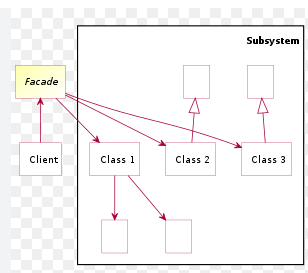 Subsystem
Facade
Client
Class 1
Class 2
Class 3